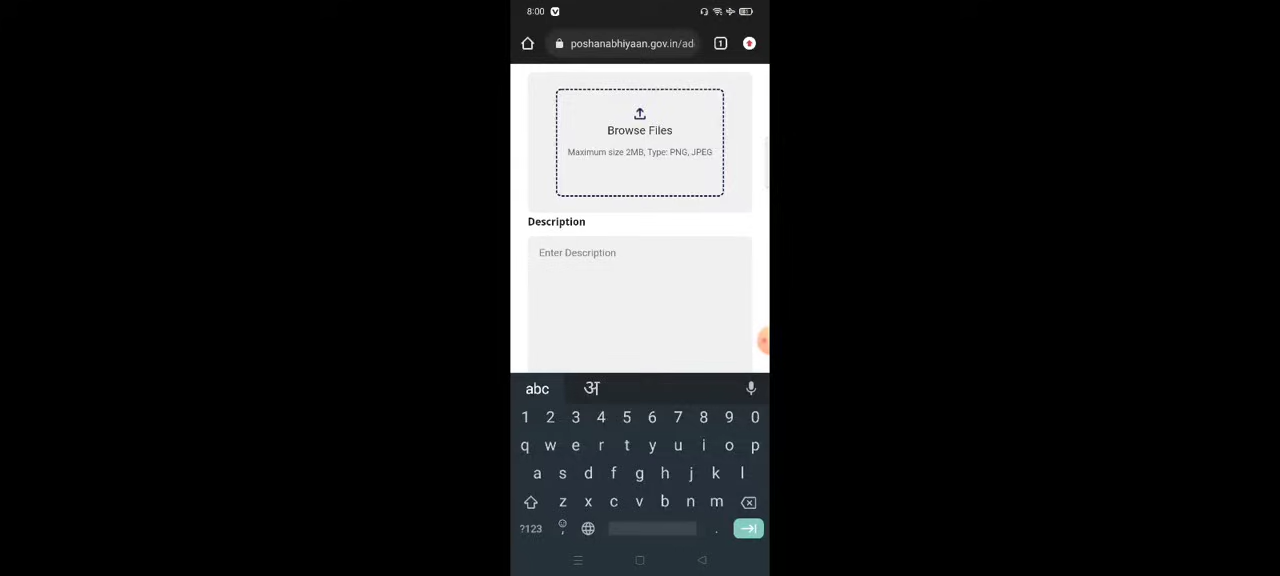 8:00
poshanabhiyaan.gov.in/ad
1
Browse Files
Maximum size 2MB, Type: PNG, JPEG
Description
Enter Description
abc अ
1 2 3 4 5 6 7 8 9 0
q w e r t y u i o p
a s d f g h j k l
z x c v b n m
?123 , .